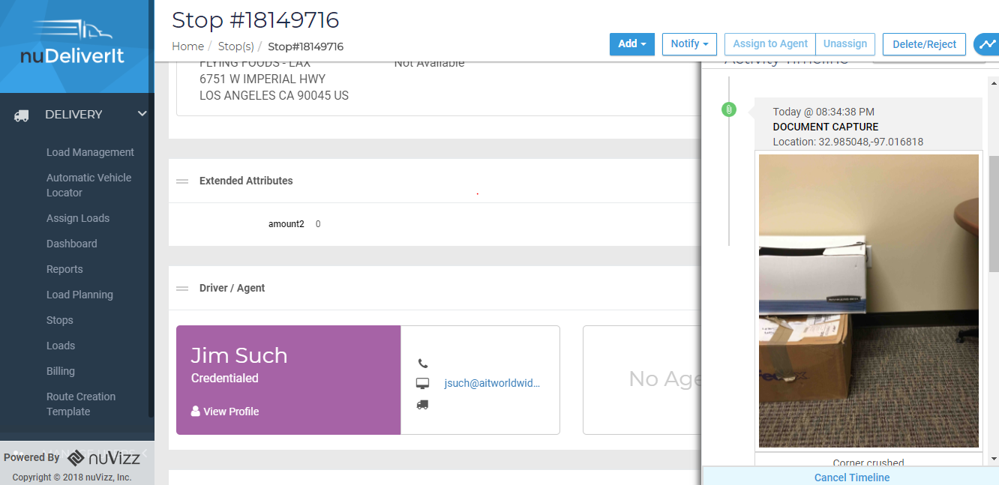 nuDeliverIt
DELIVERY
Load Management
Automatic Vehicle
Locator
Assign Loads
Dashboard
Reports
Load Planning
Stops
Loads
Billing
Route Creation
Template
Powered By nuVizz
Copyright © 2018 nuVizz, Inc.
Stop #18149716
Home / Stop(s) / Stop#18149716
Add
Notify
Assign to Agent
Unassign
Delete/Reject
FLYING FOODS - LAX
Not Available
6751 W IMPERIAL HWY
LOS ANGELES CA 90045 US
Extended Attributes
amount2 0
Driver / Agent
Jim Such
Credentialed
View Profile
jsuch@aitworldwid...
No Age
Activity Timeline
Today @ 08:34:38 PM
DOCUMENT CAPTURE
Location: 32.985048,-97.016818
FedEx
Corner crushed
Cancel Timeline